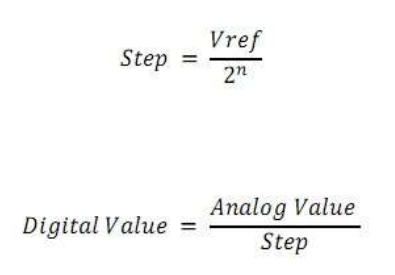 Step = Vref / 2^n
Digital Value = Analog Value / Step